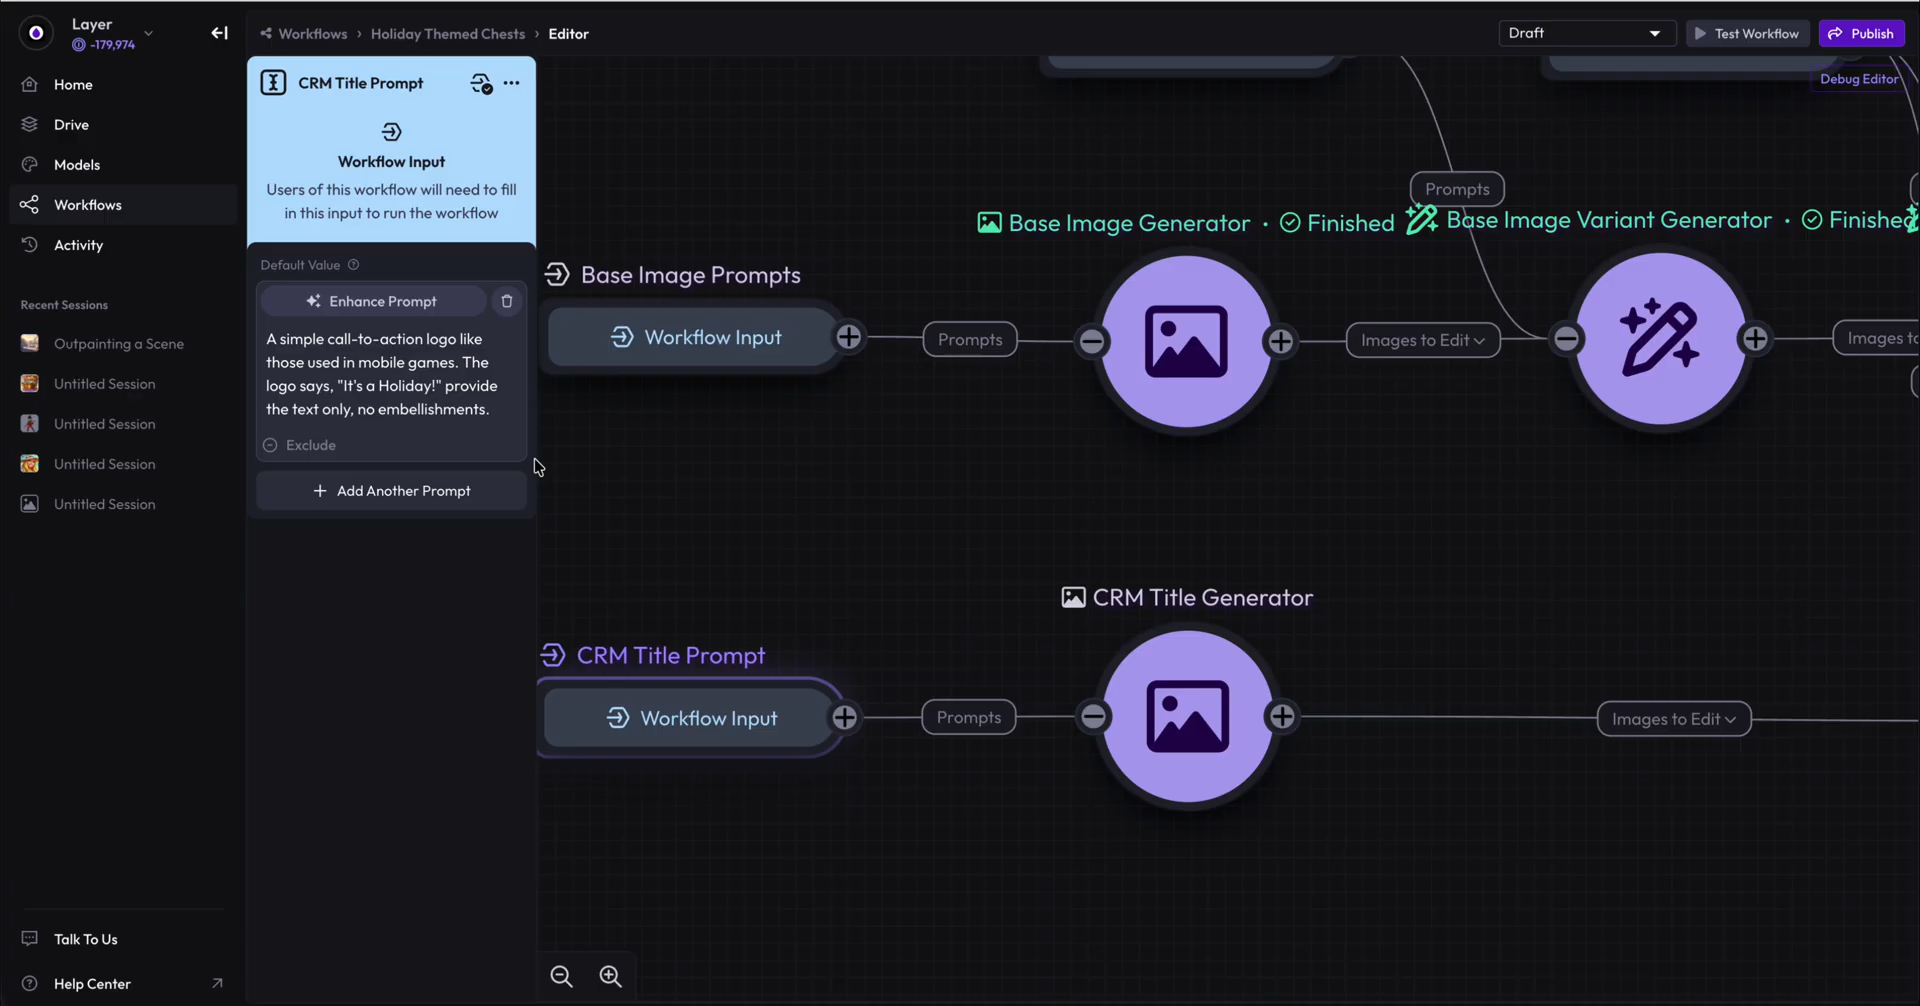 Layer
-179,974
Home
Drive
Models
Workflows
Activity
Recent Sessions
Outpainting a Scene
Untitled Session
Untitled Session
Untitled Session
Untitled Session
Talk To Us
Help Center
Workflows › Holiday Themed Chests › Editor
Draft
Test Workflow
Publish
Debug Editor
CRM Title Prompt
Workflow Input
Users of this workflow will need to fill
in this input to run the workflow
Default Value
Enhance Prompt
A simple call-to-action logo like
those used in mobile games. The
logo says, "It's a Holiday!" provide
the text only, no embellishments.
Exclude
Add Another Prompt
Prompts
Base Image Generator · Finished
Base Image Variant Generator · Finished
Base Image Prompts
Workflow Input
Prompts
Images to Edit
Images to
CRM Title Generator
CRM Title Prompt
Workflow Input
Prompts
Images to Edit